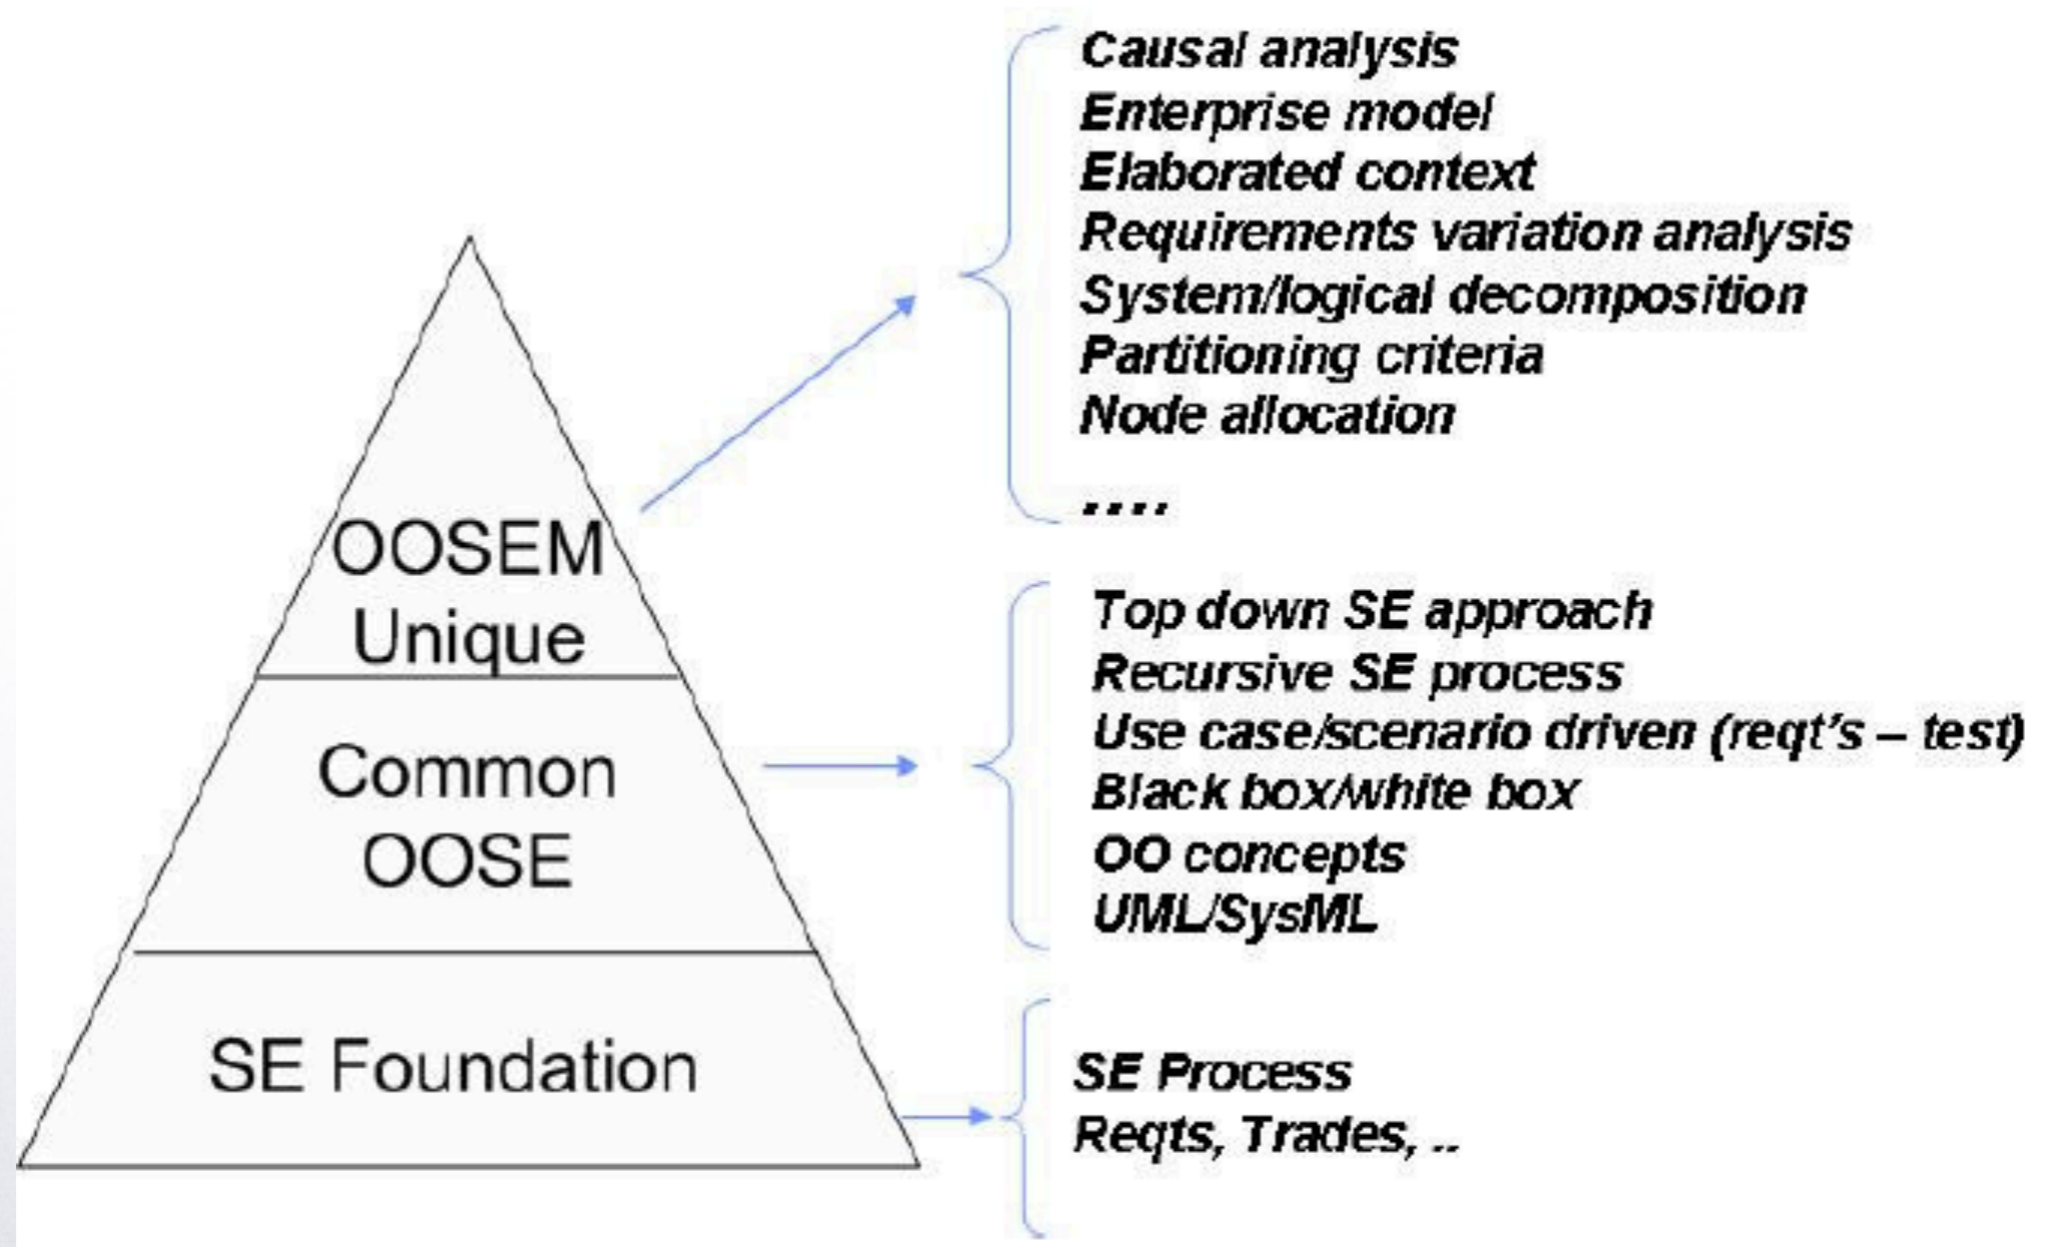 Causal analysis
Enterprise model
Elaborated context
Requirements variation analysis
System/logical decomposition
Partitioning criteria
Node allocation
....
OOSEM
Unique
Top down SE approach
Recursive SE process
Use case/scenario driven (reqt's – test)
Black box/white box
OO concepts
UML/SysML
Common
OOSE
SE Process
Reqts, Trades, ..
SE Foundation